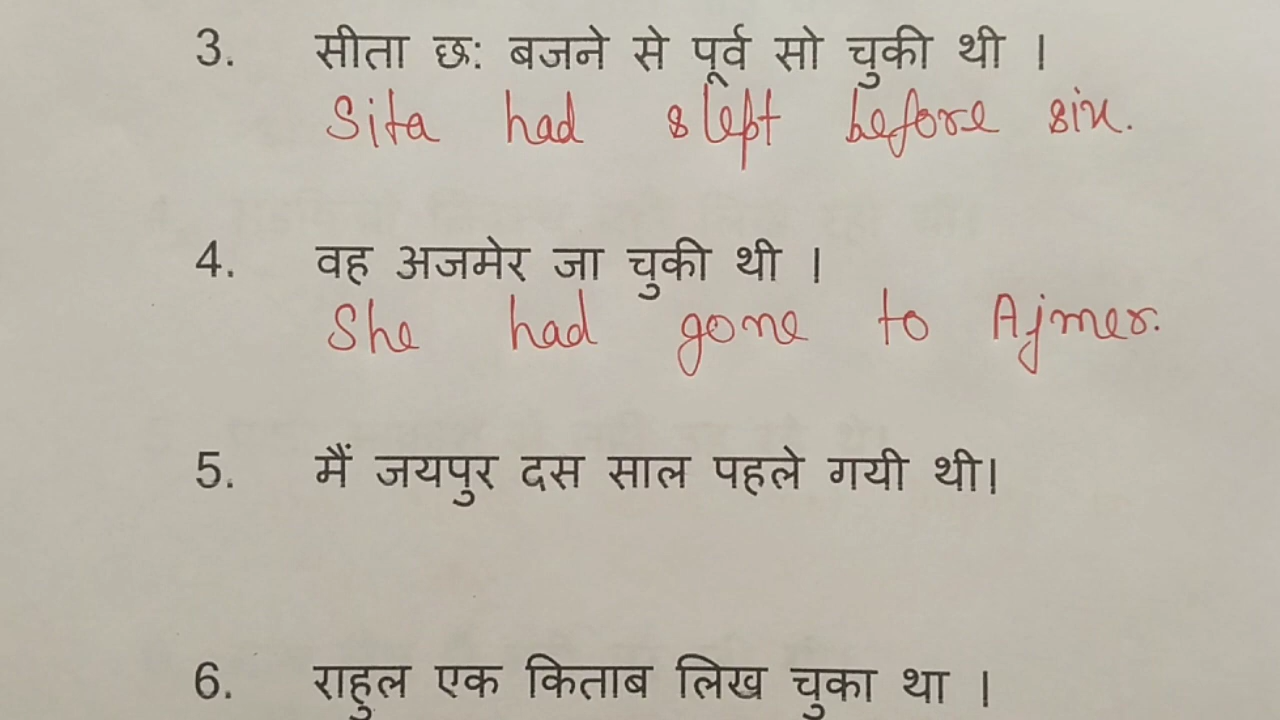 3. सीता छ: बजने से पूर्व सो चुकी थी ।
Sita had slept before six.
4. वह अजमेर जा चुकी थी ।
She had gone to Ajmer.
5. मैं जयपुर दस साल पहले गयी थी।
6. राहुल एक किताब लिख चुका था ।